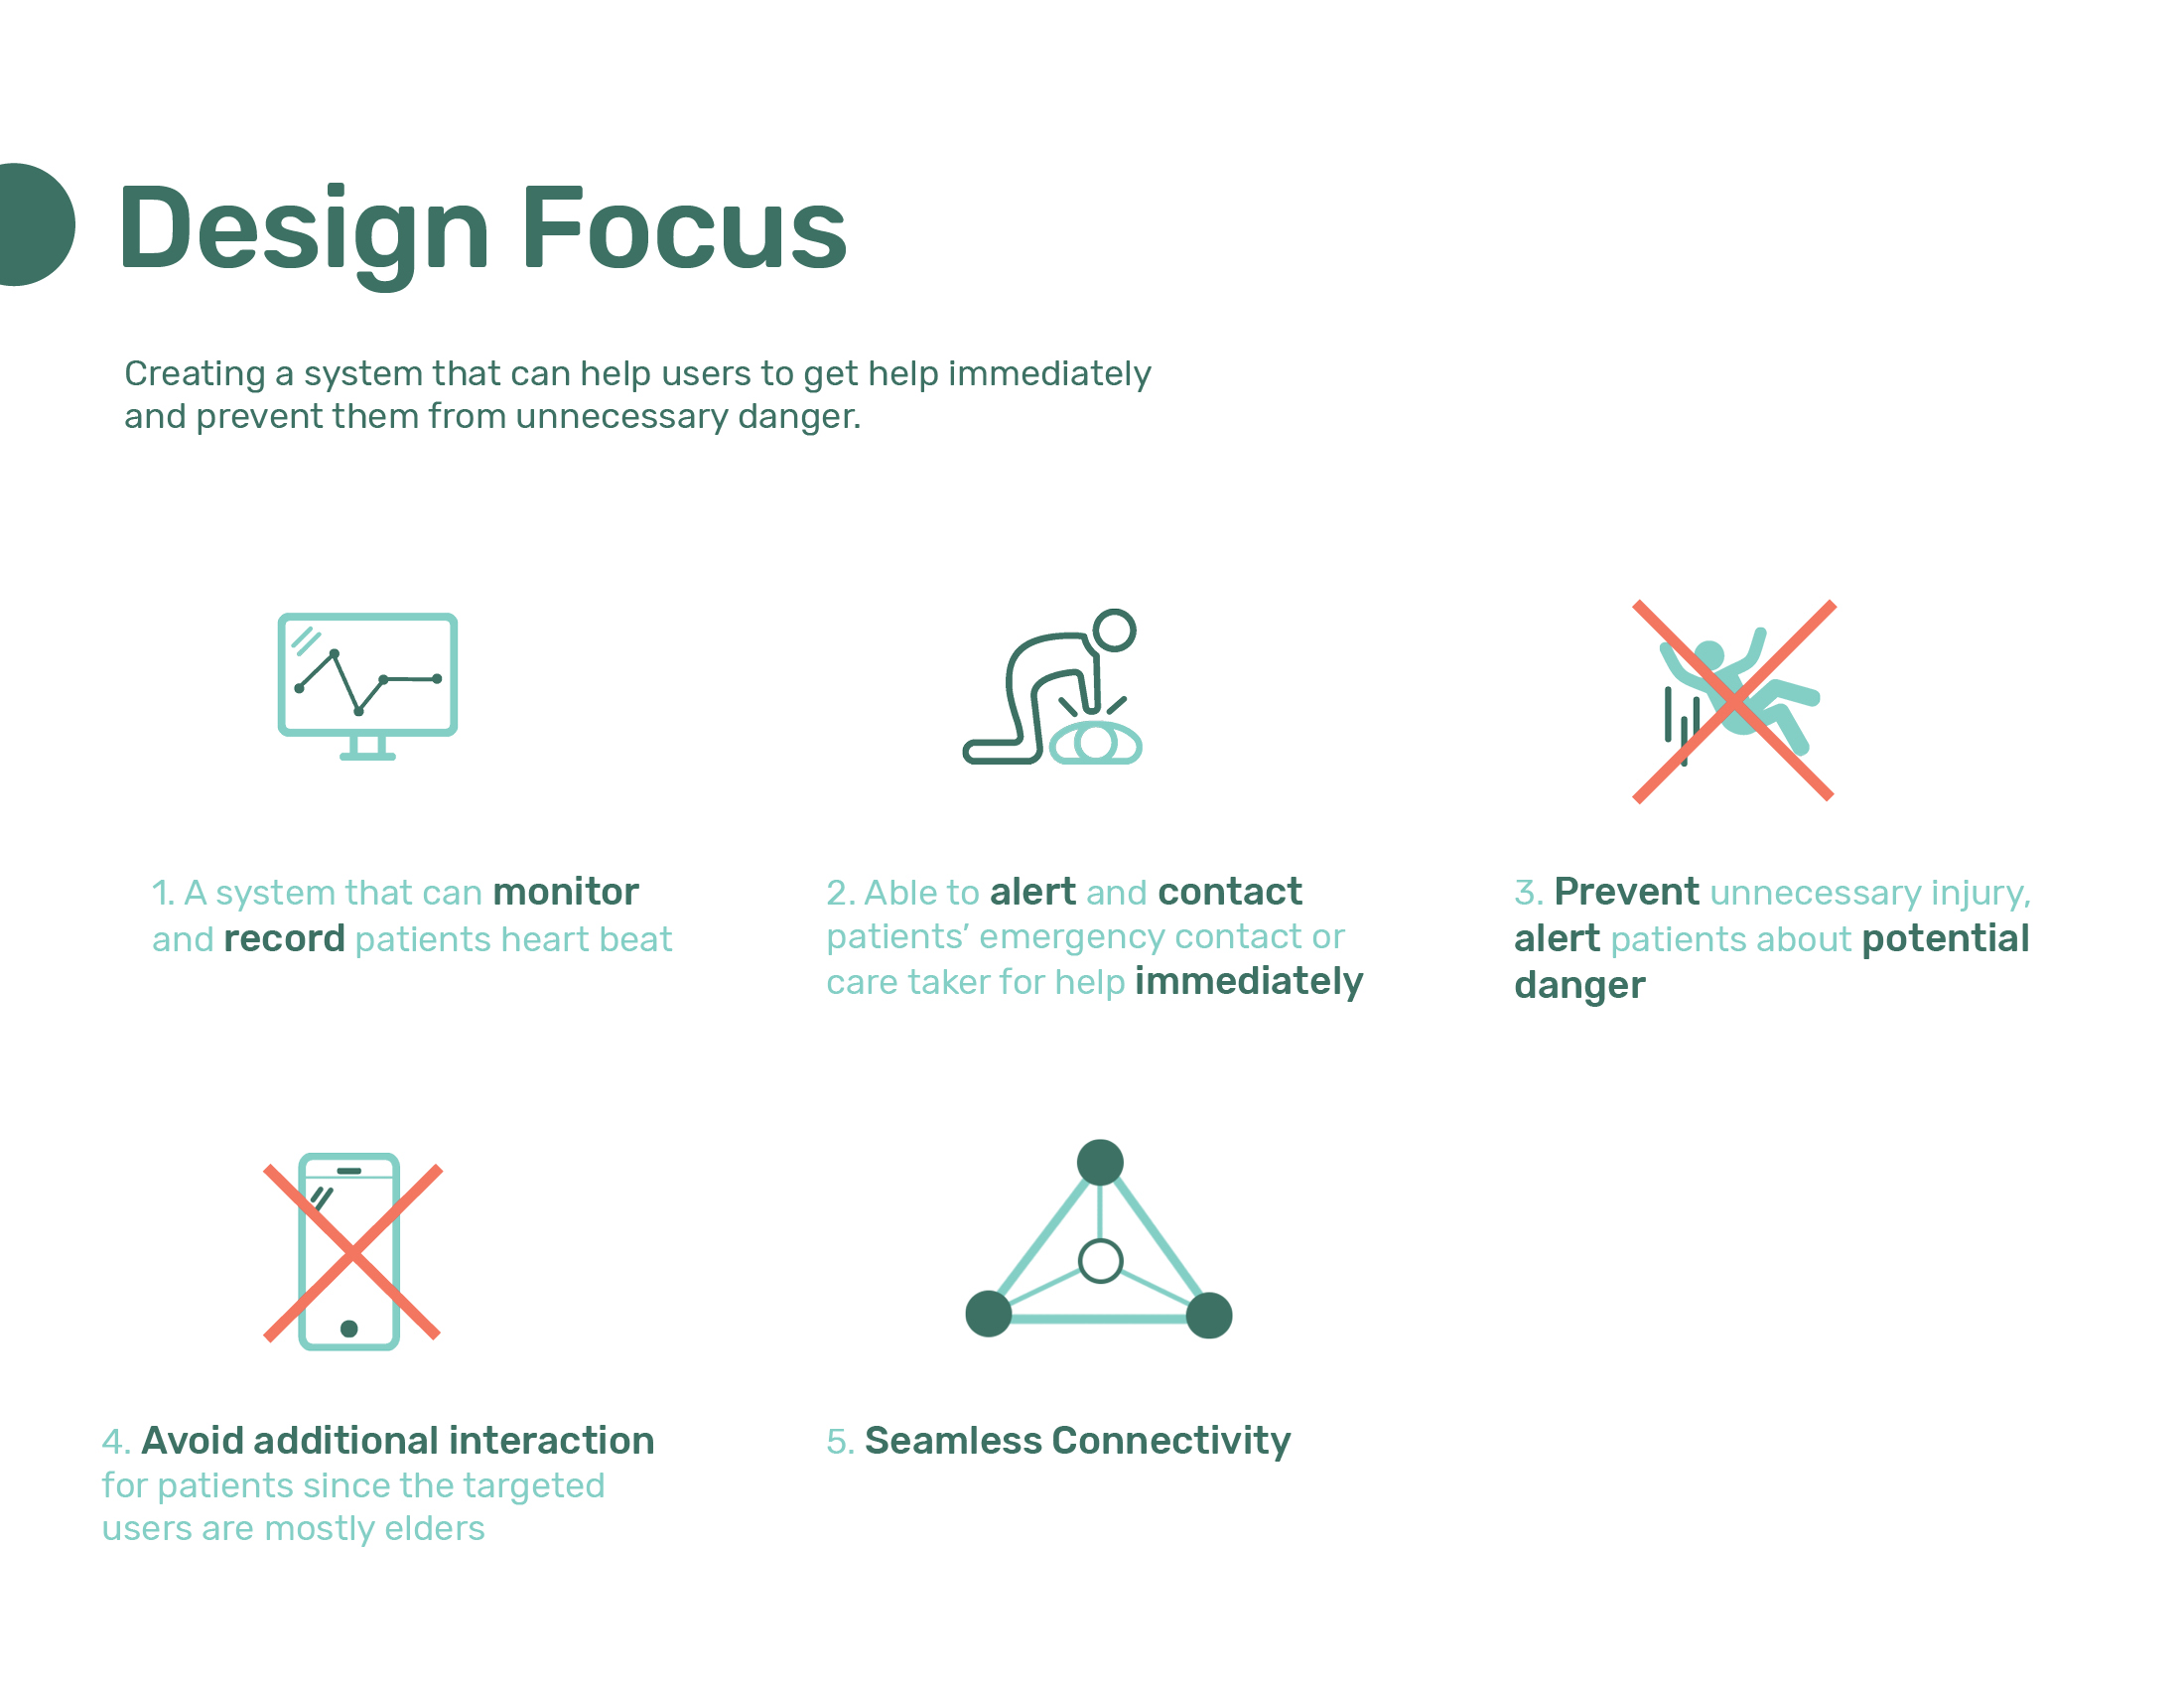 Design Focus
Creating a system that can help users to get help immediately
and prevent them from unnecessary danger.
1. A system that can monitor
and record patients heart beat
2. Able to alert and contact
patients’ emergency contact or
care taker for help immediately
3. Prevent unnecessary injury,
alert patients about potential
danger
4. Avoid additional interaction
for patients since the targeted
users are mostly elders
5. Seamless Connectivity